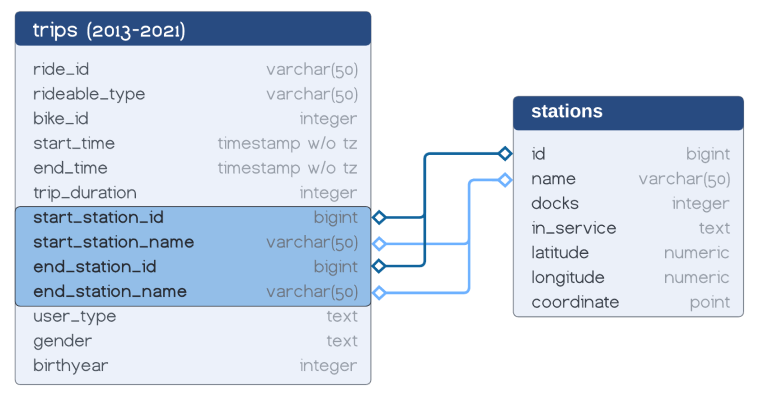 trips (2013-2021)
ride_id varchar(50)
rideable_type varchar(50)
bike_id integer
start_time timestamp w/o tz
end_time timestamp w/o tz
trip_duration integer
start_station_id bigint
start_station_name varchar(50)
end_station_id bigint
end_station_name varchar(50)
user_type text
gender text
birthyear integer
stations
id bigint
name varchar(50)
docks integer
in_service text
latitude numeric
longitude numeric
coordinate point